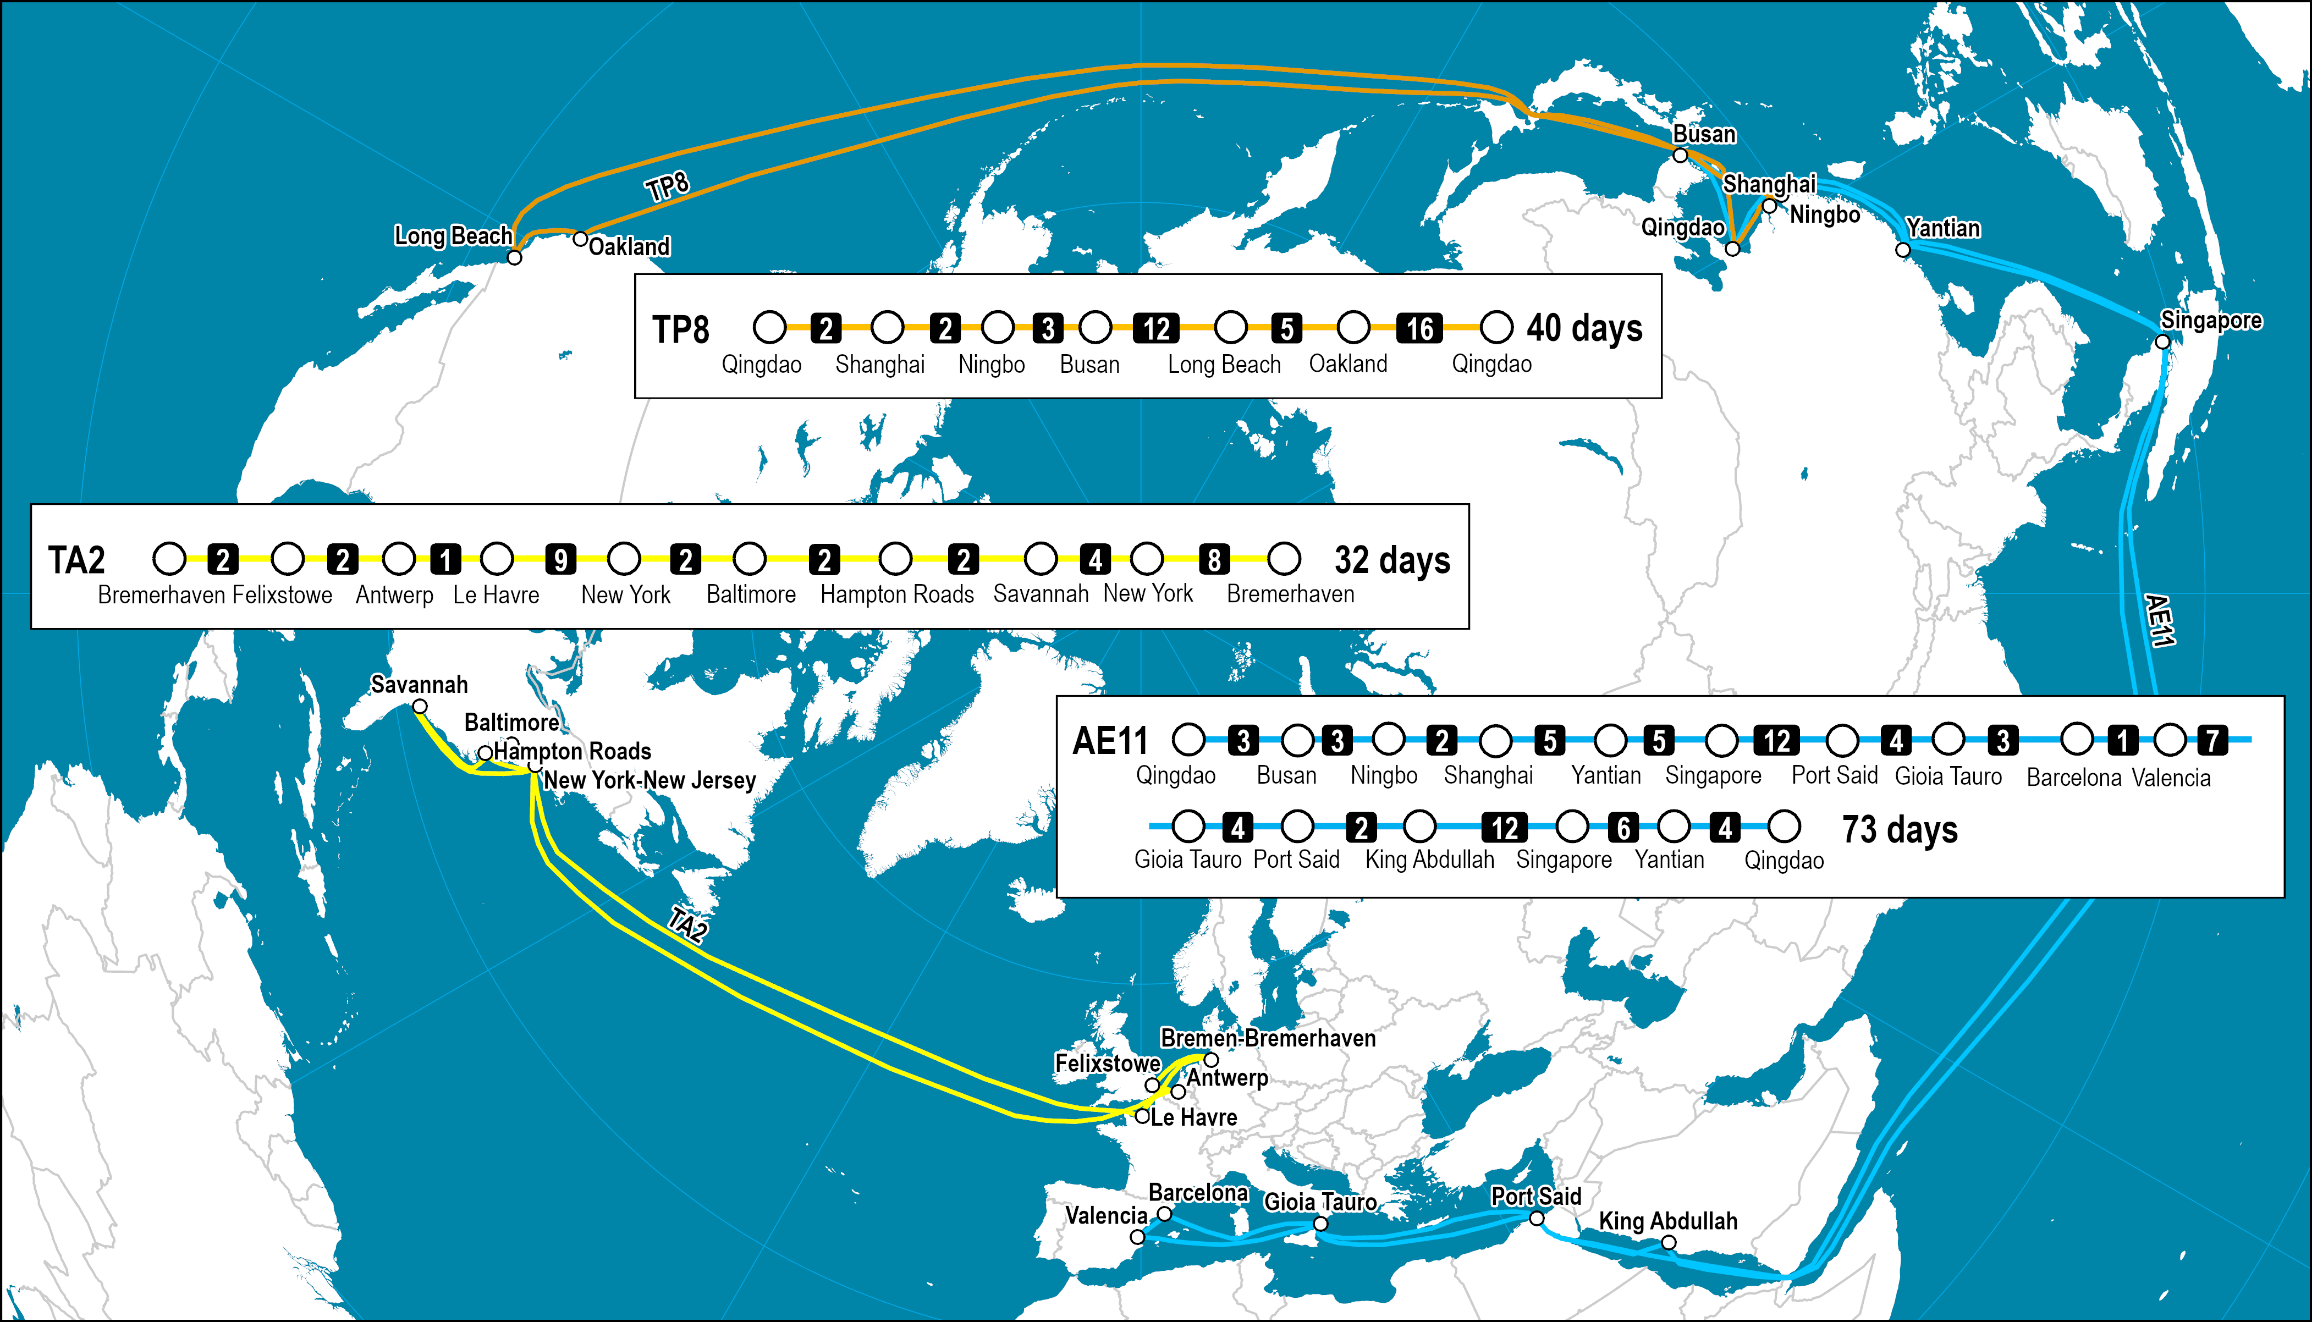 Busan
TP8
Shanghai
Ningbo
Long Beach
Oakland
Qingdao
Yantian
TP8 2 2 3 12 5 16 40 days
Qingdao Shanghai Ningbo Busan Long Beach Oakland Qingdao
Singapore
TA2 2 2 1 9 2 2 2 4 8 32 days
Bremerhaven Felixstowe Antwerp Le Havre New York Baltimore Hampton Roads Savannah New York Bremerhaven
AE11
Savannah
Baltimore
Hampton Roads
New York-New Jersey
AE11 3 3 2 5 5 12 4 3 1 7
Qingdao Busan Ningbo Shanghai Yantian Singapore Port Said Gioia Tauro Barcelona Valencia
4 2 12 6 4 73 days
Gioia Tauro Port Said King Abdullah Singapore Yantian Qingdao
TA2
Bremen-Bremerhaven
Felixstowe
Antwerp
Le Havre
Barcelona
Gioia Tauro
Port Said
Valencia
King Abdullah